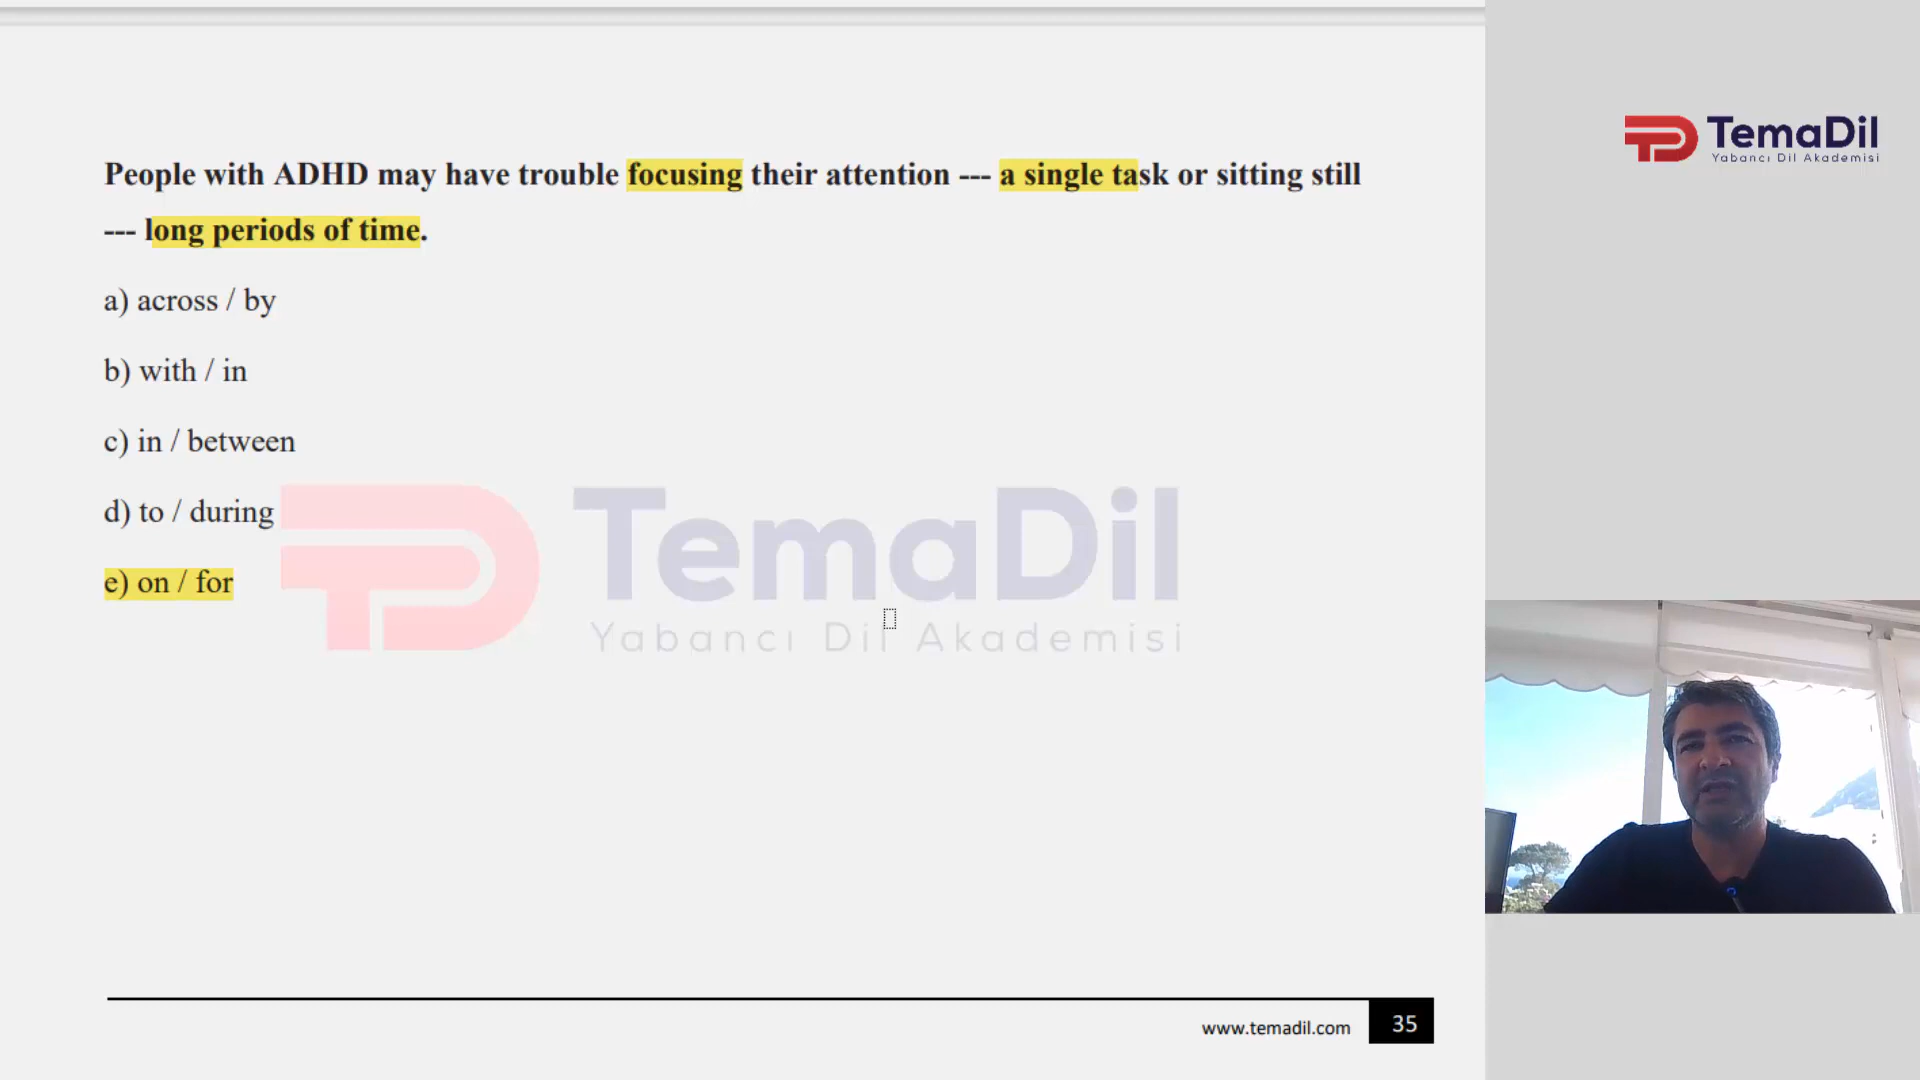 People with ADHD may have trouble focusing their attention --- a single task or sitting still
--- long periods of time.
a) across / by
b) with / in
c) in / between
d) to / during
e) on / for
TemaDil
Yabancı Dil Akademisi
TemaDil
Yabancı Dil Akademisi
www.temadil.com
35